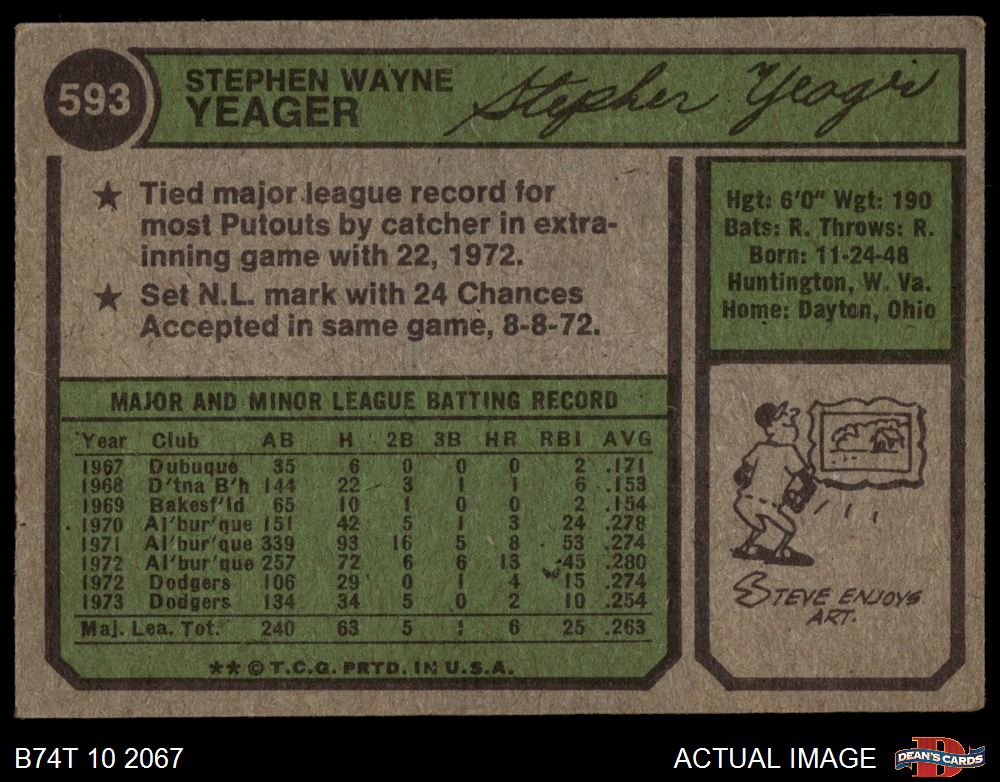 593
STEPHEN WAYNE
YEAGER
Stephen Yeager
★ Tied major league record for
most Putouts by catcher in extra-
inning game with 22, 1972.
★ Set N.L. mark with 24 Chances
Accepted in same game, 8-8-72.
Hgt: 6'0" Wgt: 190
Bats: R. Throws: R.
Born: 11-24-48
Huntington, W. Va.
Home: Dayton, Ohio
MAJOR AND MINOR LEAGUE BATTING RECORD
Year Club AB H 2B 3B HR RBI AVG
1967 Dubuque 35 6 0 0 0 2 .171
1968 D'tna B'h 144 22 3 1 1 6 .153
1969 Bakesf'ld 65 10 1 0 0 2 .154
1970 Al'bur'que 151 42 5 1 3 24 .278
1971 Al'bur'que 339 93 16 5 8 53 .274
1972 Al'bur'que 257 72 6 6 13 45 .280
1972 Dodgers 106 29 0 1 4 15 .274
1973 Dodgers 134 34 5 0 2 10 .254
Maj. Lea. Tot. 240 63 5 1 6 25 .263
** © T.C.G. PRTD. IN U.S.A.
STEVE ENJOYS
ART.
B74T 10 2067
ACTUAL IMAGE
DEAN'S CARDS